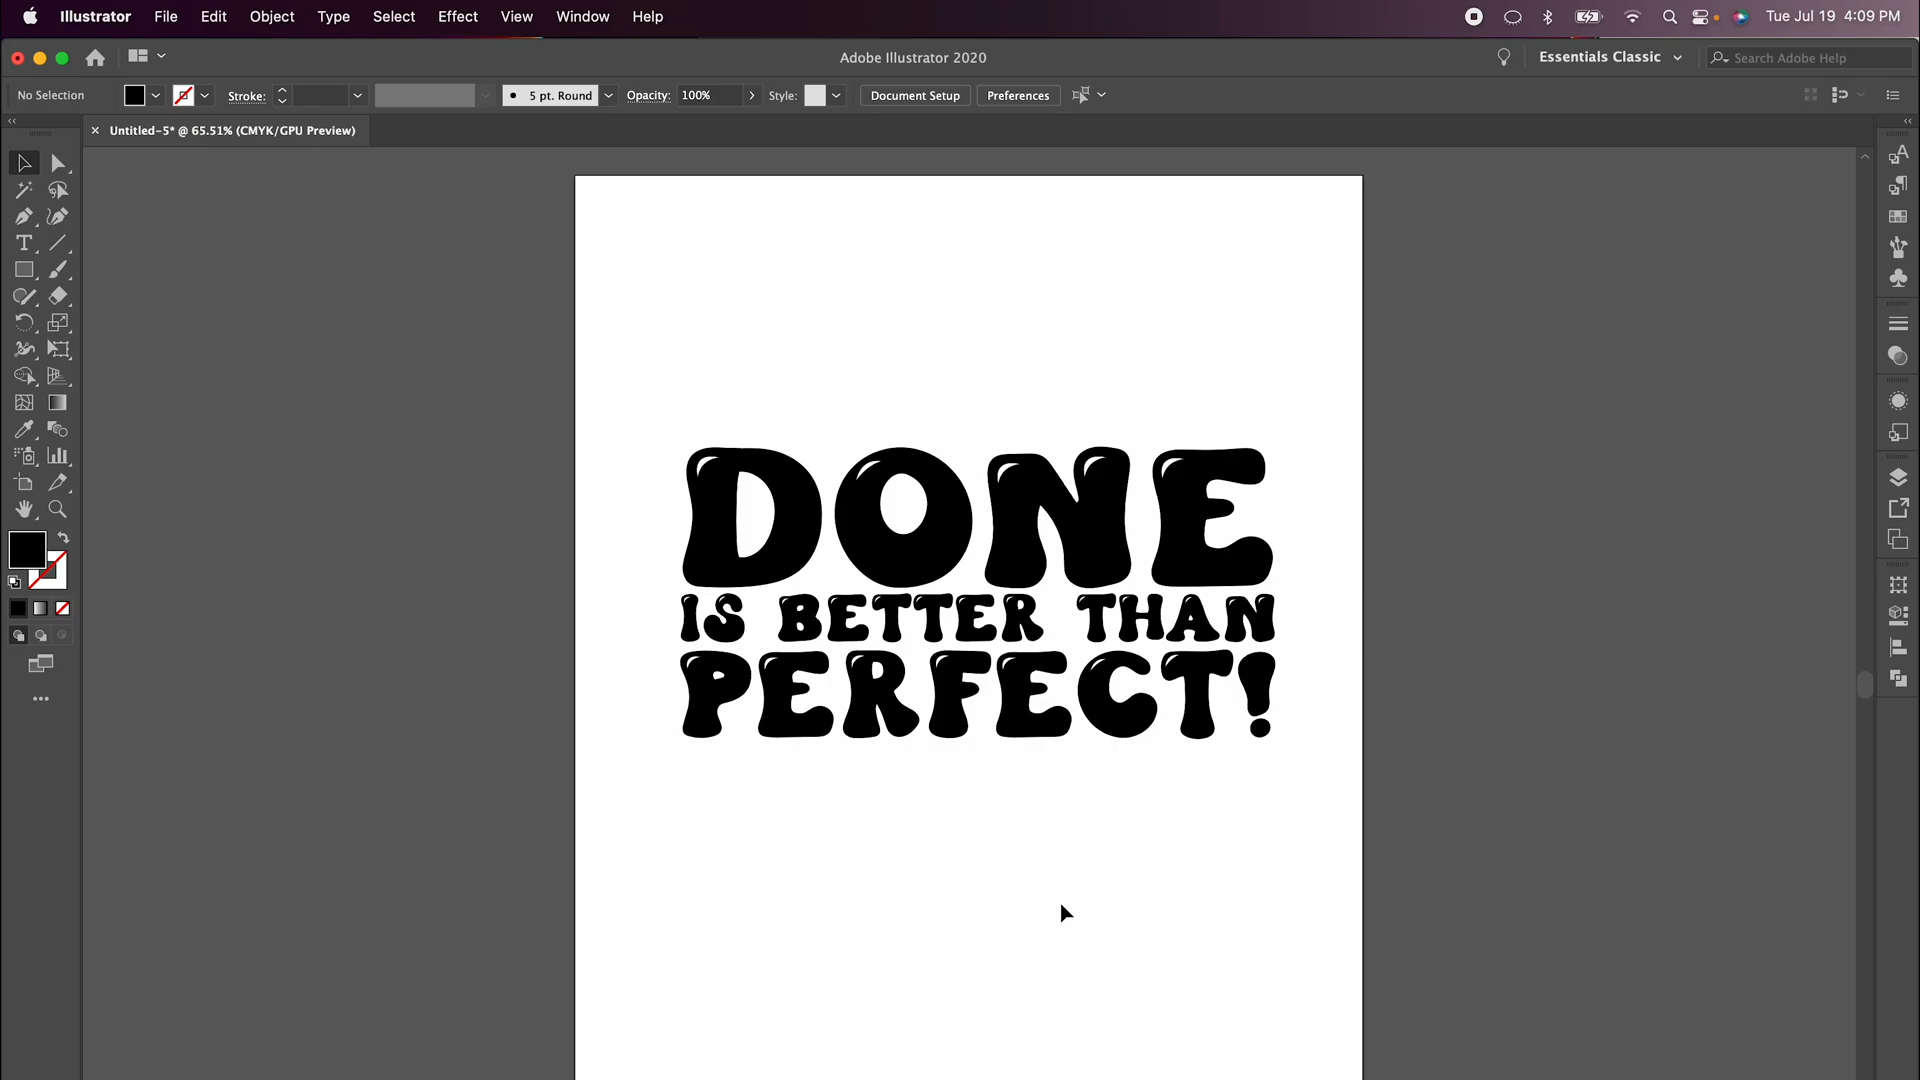 Illustrator File Edit Object Type Select Effect View Window Help Tue Jul 19 4:09 PM
Adobe Illustrator 2020 Essentials Classic Search Adobe Help
No Selection Stroke: 5 pt. Round Opacity: 100% Style: Document Setup Preferences
Untitled-5* @ 65.51% (CMYK/GPU Preview)
DONE
IS BETTER THAN
PERFECT!